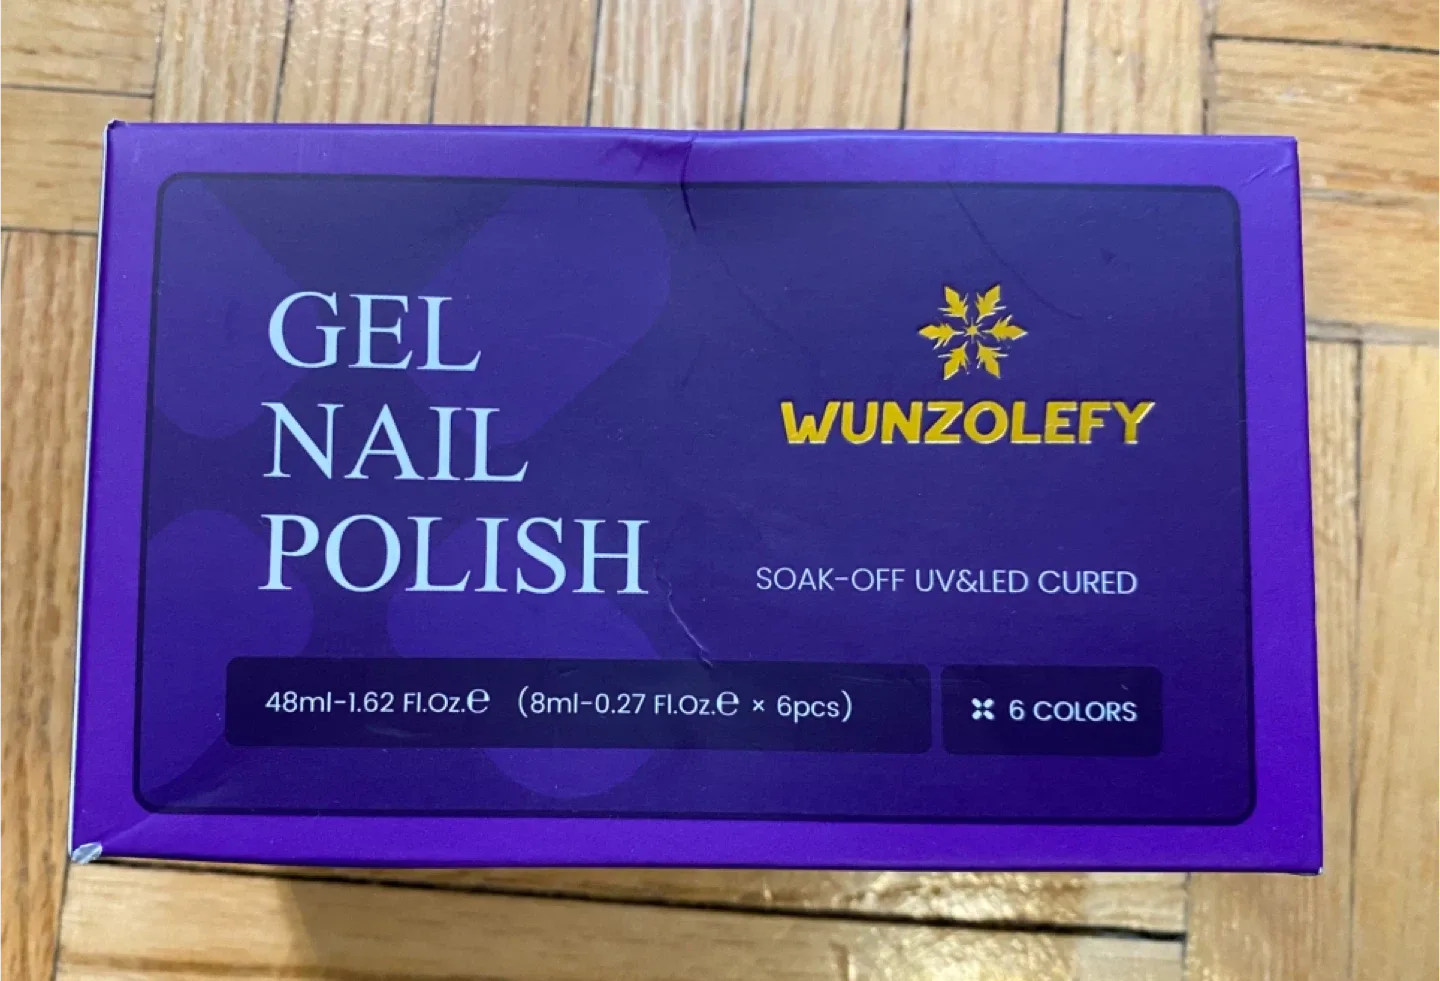 GEL
NAIL
POLISH
WUNZOLEFY
SOAK-OFF UV&LED CURED
48ml-1.62 Fl.Oz.℮ (8ml-0.27 Fl.Oz.℮ × 6pcs)
6 COLORS